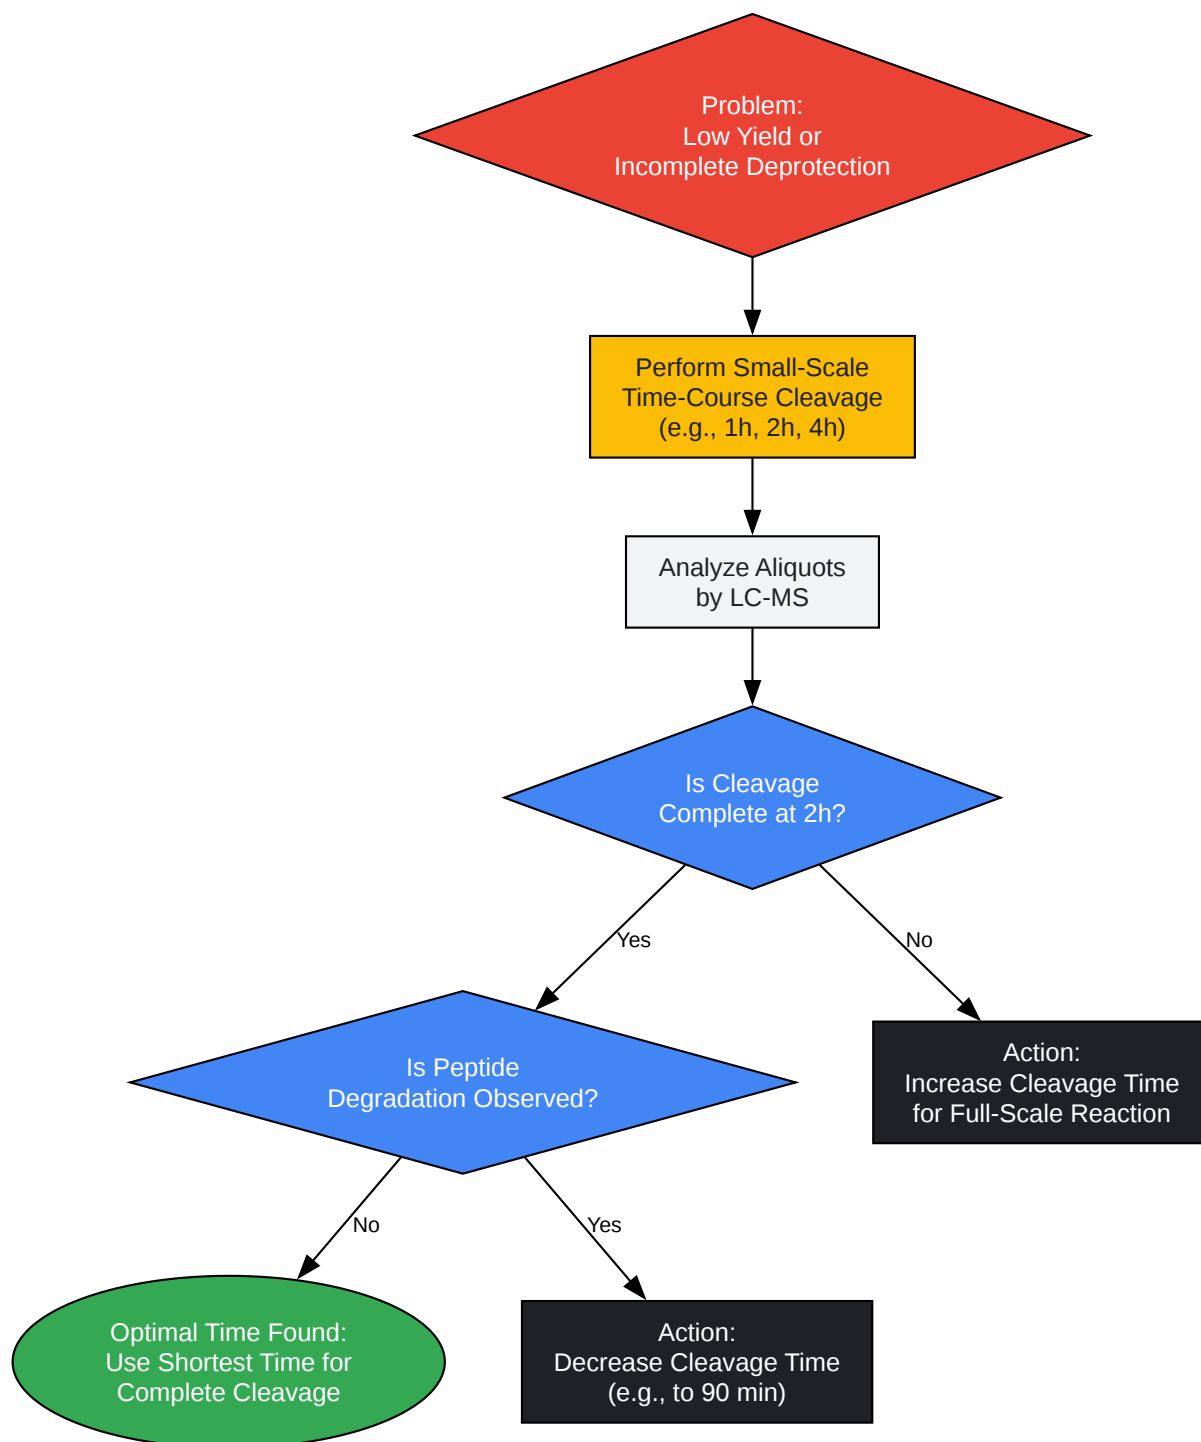 Problem:
Low Yield or
Incomplete Deprotection
Perform Small-Scale
Time-Course Cleavage
(e.g., 1h, 2h, 4h)
Analyze Aliquots
by LC-MS
Is Cleavage
Complete at 2h?
Yes
No
Is Peptide
Degradation Observed?
Action:
Increase Cleavage Time
for Full-Scale Reaction
No
Yes
Optimal Time Found:
Use Shortest Time for
Complete Cleavage
Action:
Decrease Cleavage Time
(e.g., to 90 min)